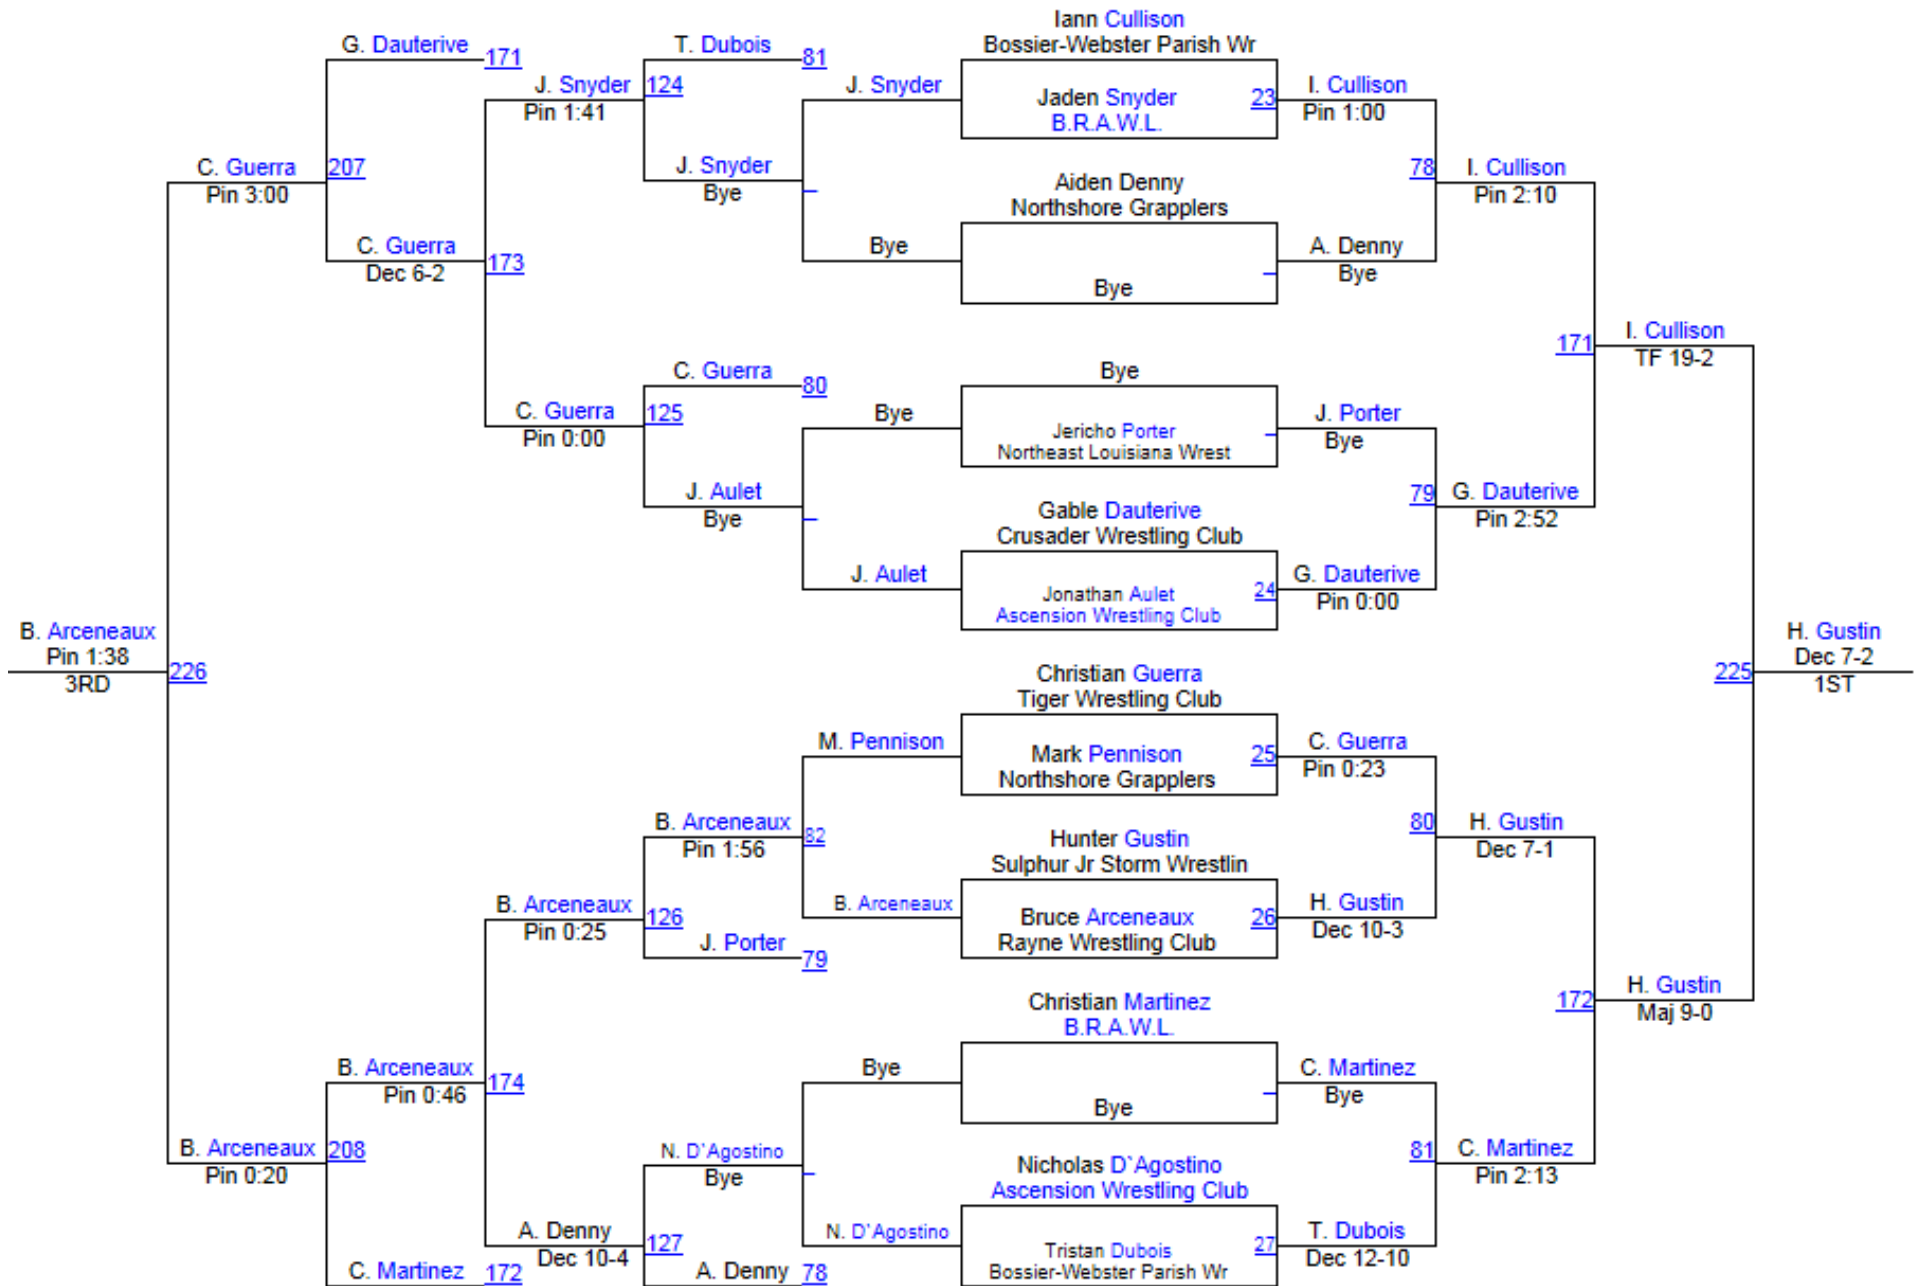 Iann Cullison
Bossier-Webster Parish Wr
G. Dauterive
171
T. Dubois
81
J. Snyder
Pin 1:41
124
J. Snyder
Jaden Snyder
B.R.A.W.L.
23
I. Cullison
Pin 1:00
C. Guerra
Pin 3:00
207
J. Snyder
Bye
Aiden Denny
Northshore Grapplers
78
I. Cullison
Pin 2:10
C. Guerra
Dec 6-2
173
Bye
Bye
A. Denny
Bye
171
I. Cullison
TF 19-2
C. Guerra
80
Bye
C. Guerra
Pin 0:00
125
Bye
Jericho Porter
Northeast Louisiana Wrest
J. Porter
Bye
J. Aulet
Bye
Gable Dauterive
Crusader Wrestling Club
79
G. Dauterive
Pin 2:52
J. Aulet
Jonathan Aulet
Ascension Wrestling Club
24
G. Dauterive
Pin 0:00
B. Arceneaux
Pin 1:38
3RD
226
Christian Guerra
Tiger Wrestling Club
225
H. Gustin
Dec 7-2
1ST
M. Pennison
Mark Pennison
Northshore Grapplers
25
C. Guerra
Pin 0:23
B. Arceneaux
Pin 1:56
82
Hunter Gustin
Sulphur Jr Storm Wrestlin
80
H. Gustin
Dec 7-1
B. Arceneaux
Pin 0:25
126
B. Arceneaux
Bruce Arceneaux
Rayne Wrestling Club
26
H. Gustin
Dec 10-3
J. Porter
79
Christian Martinez
B.R.A.W.L.
172
H. Gustin
Maj 9-0
B. Arceneaux
Pin 0:46
174
Bye
Bye
C. Martinez
Bye
B. Arceneaux
Pin 0:20
208
N. D`Agostino
Bye
Nicholas D`Agostino
Ascension Wrestling Club
81
C. Martinez
Pin 2:13
A. Denny
Dec 10-4
127
N. D`Agostino
Tristan Dubois
Bossier-Webster Parish Wr
27
T. Dubois
Dec 12-10
C. Martinez
172
A. Denny
78